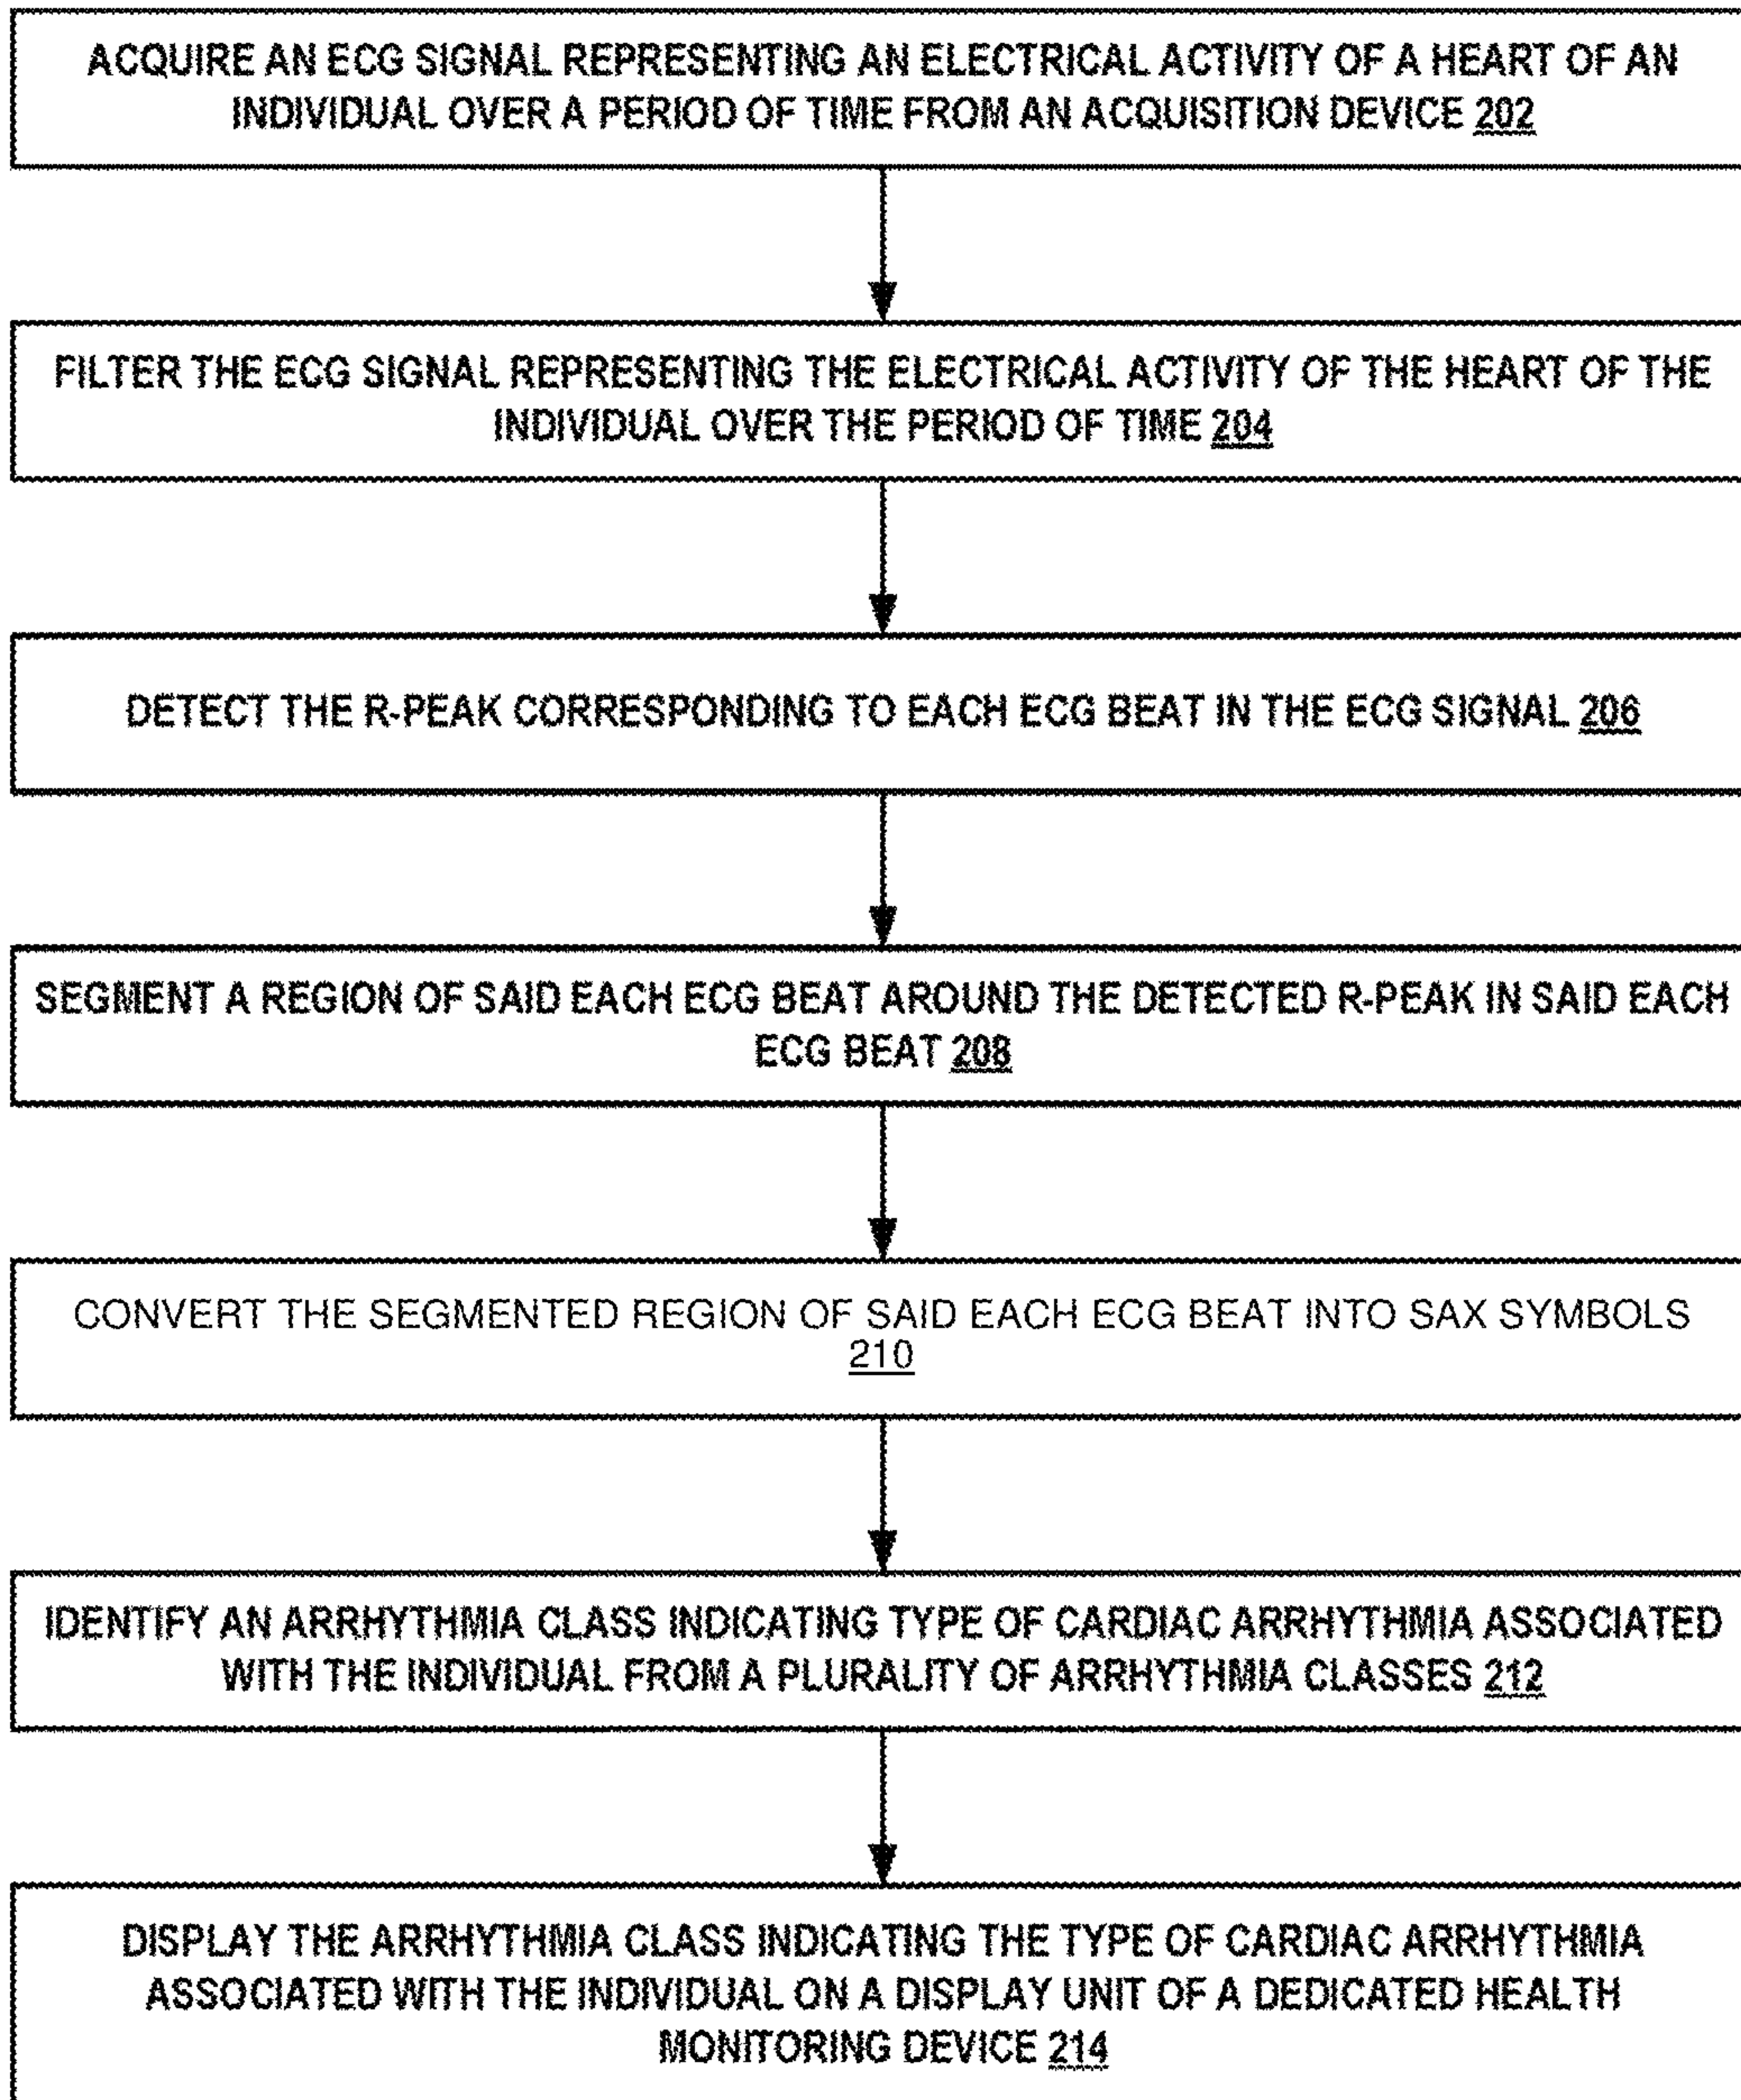 ACQUIRE AN ECG SIGNAL REPRESENTING AN ELECTRICAL ACTIVITY OF A HEART OF AN
INDIVIDUAL OVER A PERIOD OF TIME FROM AN ACQUISITION DEVICE 202
FILTER THE ECG SIGNAL REPRESENTING THE ELECTRICAL ACTIVITY OF THE HEART OF THE
INDIVIDUAL OVER THE PERIOD OF TIME 204
DETECT THE R-PEAK CORRESPONDING TO EACH ECG BEAT IN THE ECG SIGNAL 206
SEGMENT A REGION OF SAID EACH ECG BEAT AROUND THE DETECTED R-PEAK IN SAID EACH
ECG BEAT 208
CONVERT THE SEGMENTED REGION OF SAID EACH ECG BEAT INTO SAX SYMBOLS
210
IDENTIFY AN ARRHYTHMIA CLASS INDICATING TYPE OF CARDIAC ARRHYTHMIA ASSOCIATED
WITH THE INDIVIDUAL FROM A PLURALITY OF ARRHYTHMIA CLASSES 212
DISPLAY THE ARRHYTHMIA CLASS INDICATING THE TYPE OF CARDIAC ARRHYTHMIA
ASSOCIATED WITH THE INDIVIDUAL ON A DISPLAY UNIT OF A DEDICATED HEALTH
MONITORING DEVICE 214